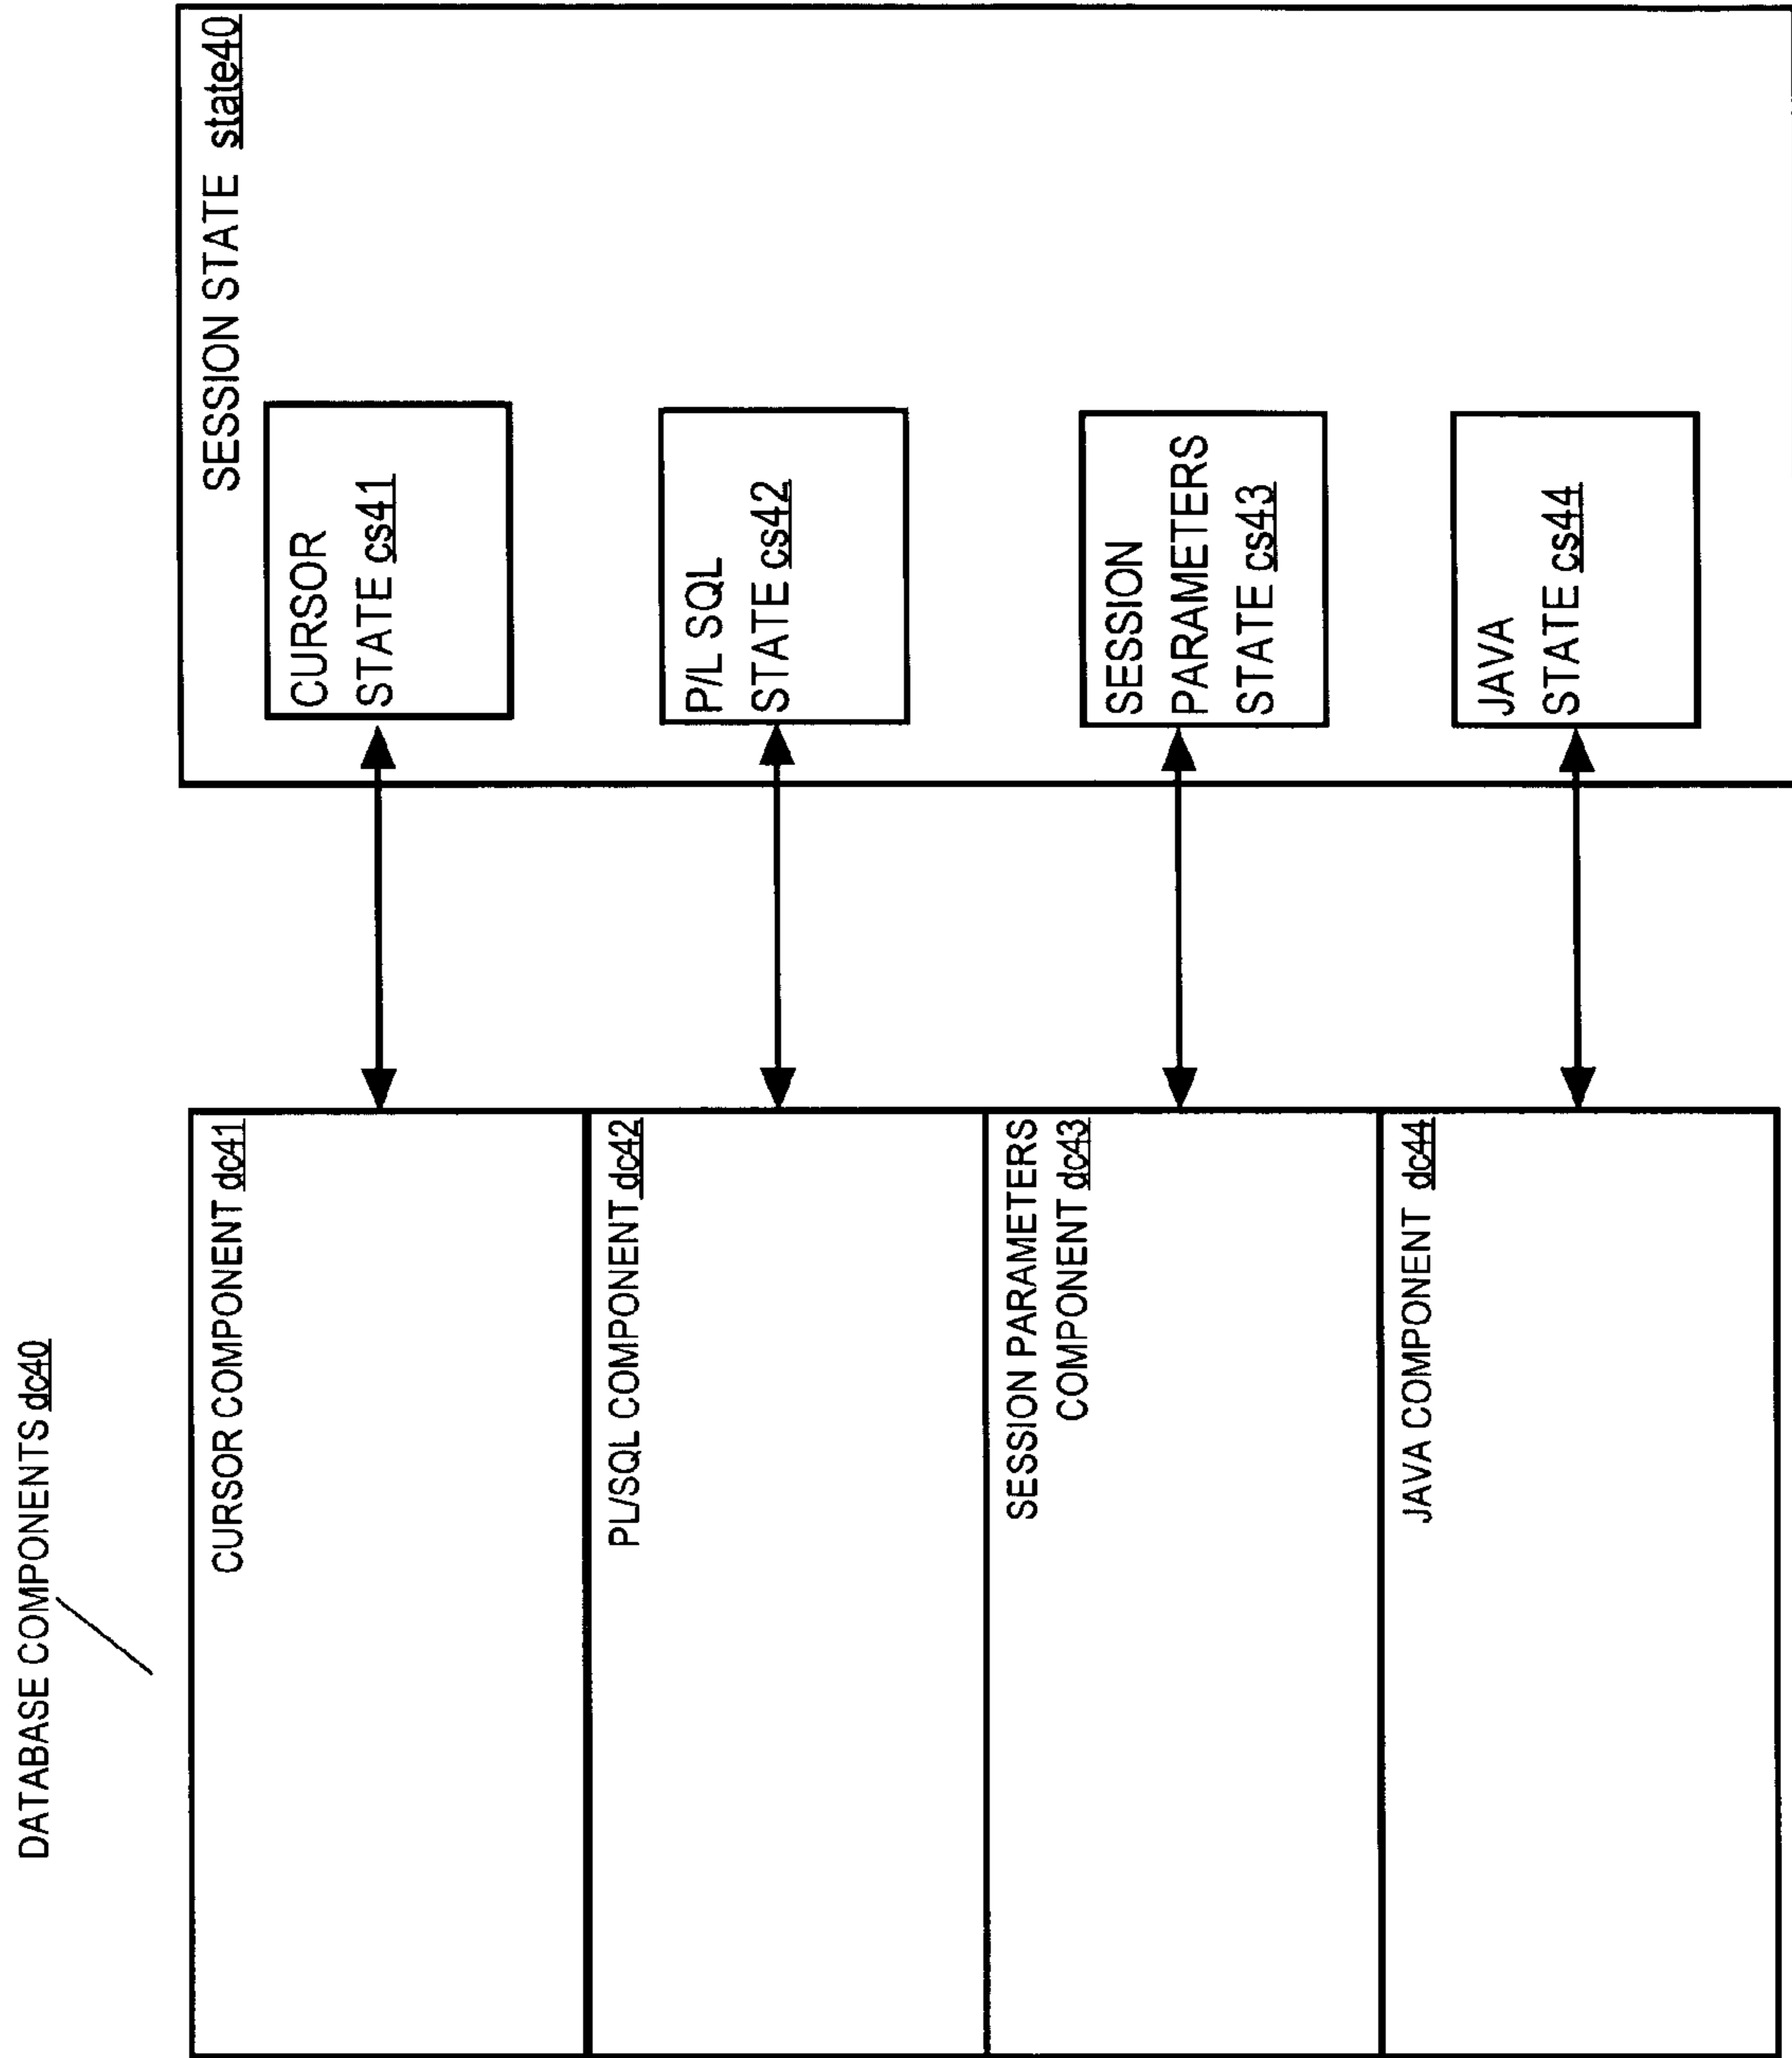 DATABASE COMPONENTS dc40
CURSOR COMPONENT dc41
PL/SQL COMPONENT dc42
SESSION PARAMETERS
COMPONENT dc43
JAVA COMPONENT dc44
SESSION STATE state40
CURSOR
STATE cs41
P/L SQL
STATE cs42
SESSION
PARAMETERS
STATE cs43
JAVA
STATE cs44